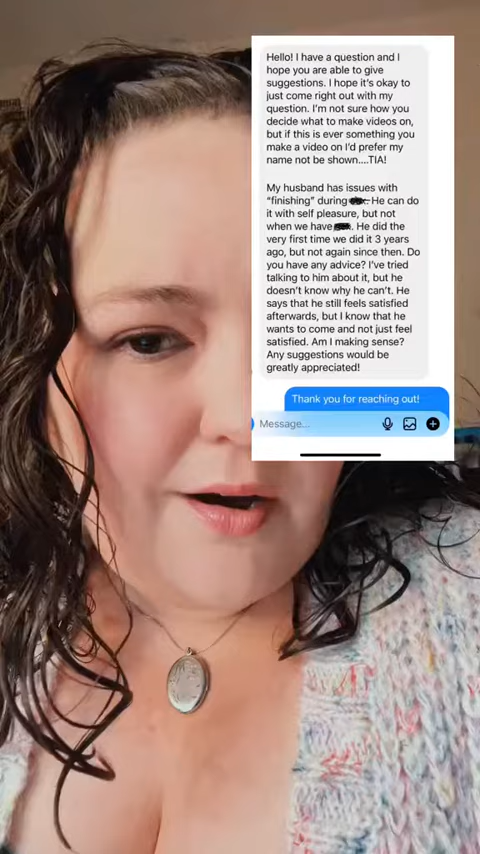 Hello! I have a question and I
hope you are able to give
suggestions. I hope it's okay to
just come right out with my
question. I'm not sure how you
decide what to make videos on,
but if this is ever something you
make a video on I'd prefer my
name not be shown....TIA!
My husband has issues with
"finishing" during He can do
it with self pleasure, but not
when we have He did the
very first time we did it 3 years
ago, but not again since then. Do
you have any advice? I've tried
talking to him about it, but he
doesn't know why he can't. He
says that he still feels satisfied
afterwards, but I know that he
wants to come and not just feel
satisfied. Am I making sense?
Any suggestions would be
greatly appreciated!
Thank you for reaching out!
Message...